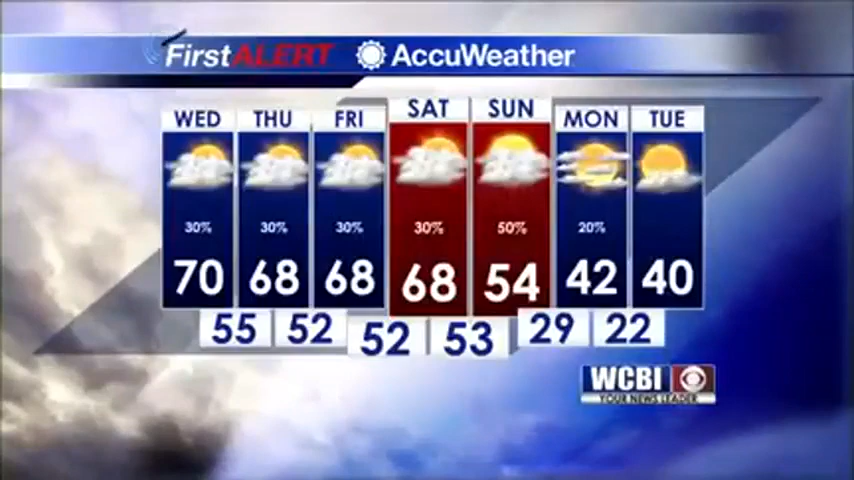 FirstALERT AccuWeather
WED THU FRI SAT SUN MON TUE
30% 30% 30% 30% 50% 20%
70 68 68 68 54 42 40
55 52 52 53 29 22
WCBI
YOUR NEWS LEADER